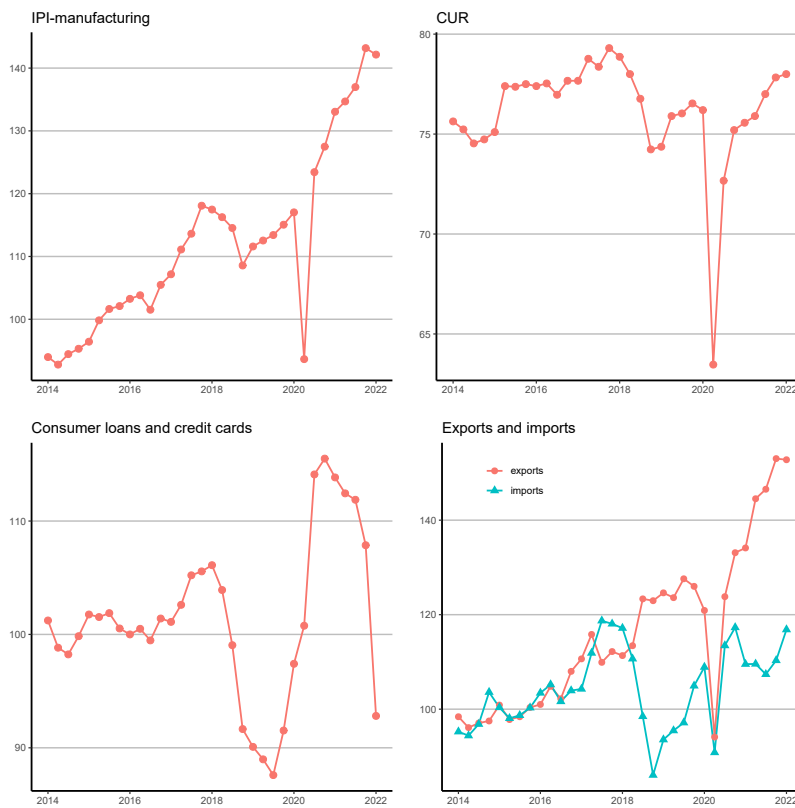 IPI-manufacturing
140
130
120
110
100
2014 2016 2018 2020 2022
CUR
80
75
70
65
2014 2016 2018 2020 2022
Consumer loans and credit cards
110
100
90
2014 2016 2018 2020 2022
Exports and imports
exports
imports
140
120
100
2014 2016 2018 2020 2022